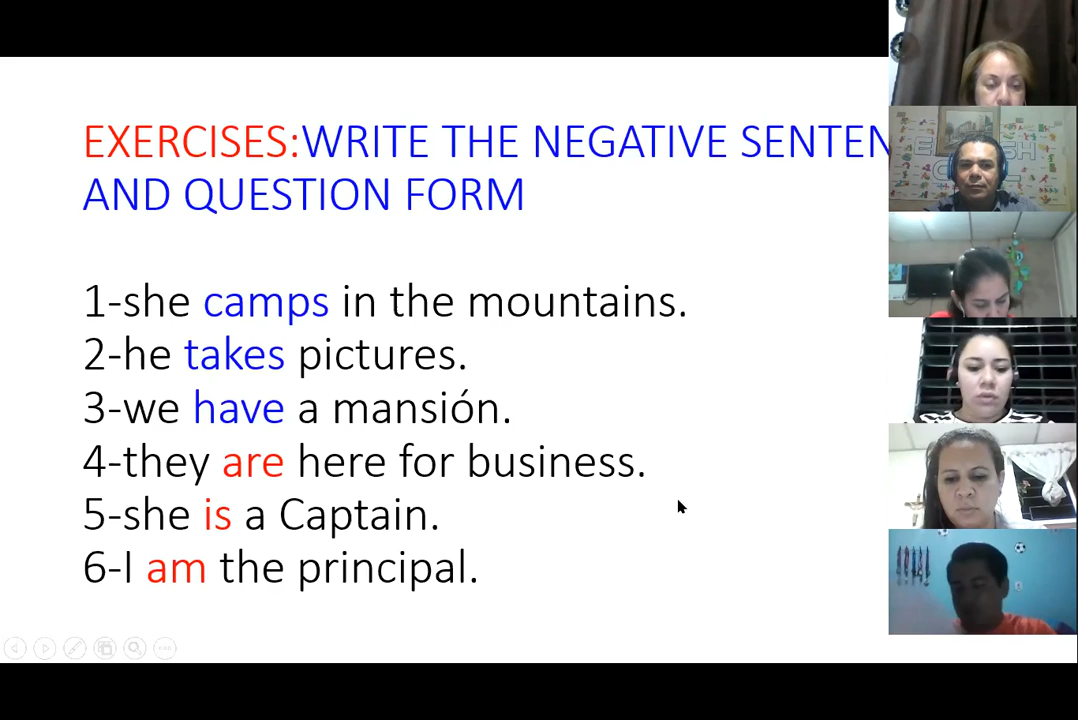 EXERCISES:WRITE THE NEGATIVE SENTEN
AND QUESTION FORM
1-she camps in the mountains.
2-he takes pictures.
3-we have a mansión.
4-they are here for business.
5-she is a Captain.
6-I am the principal.